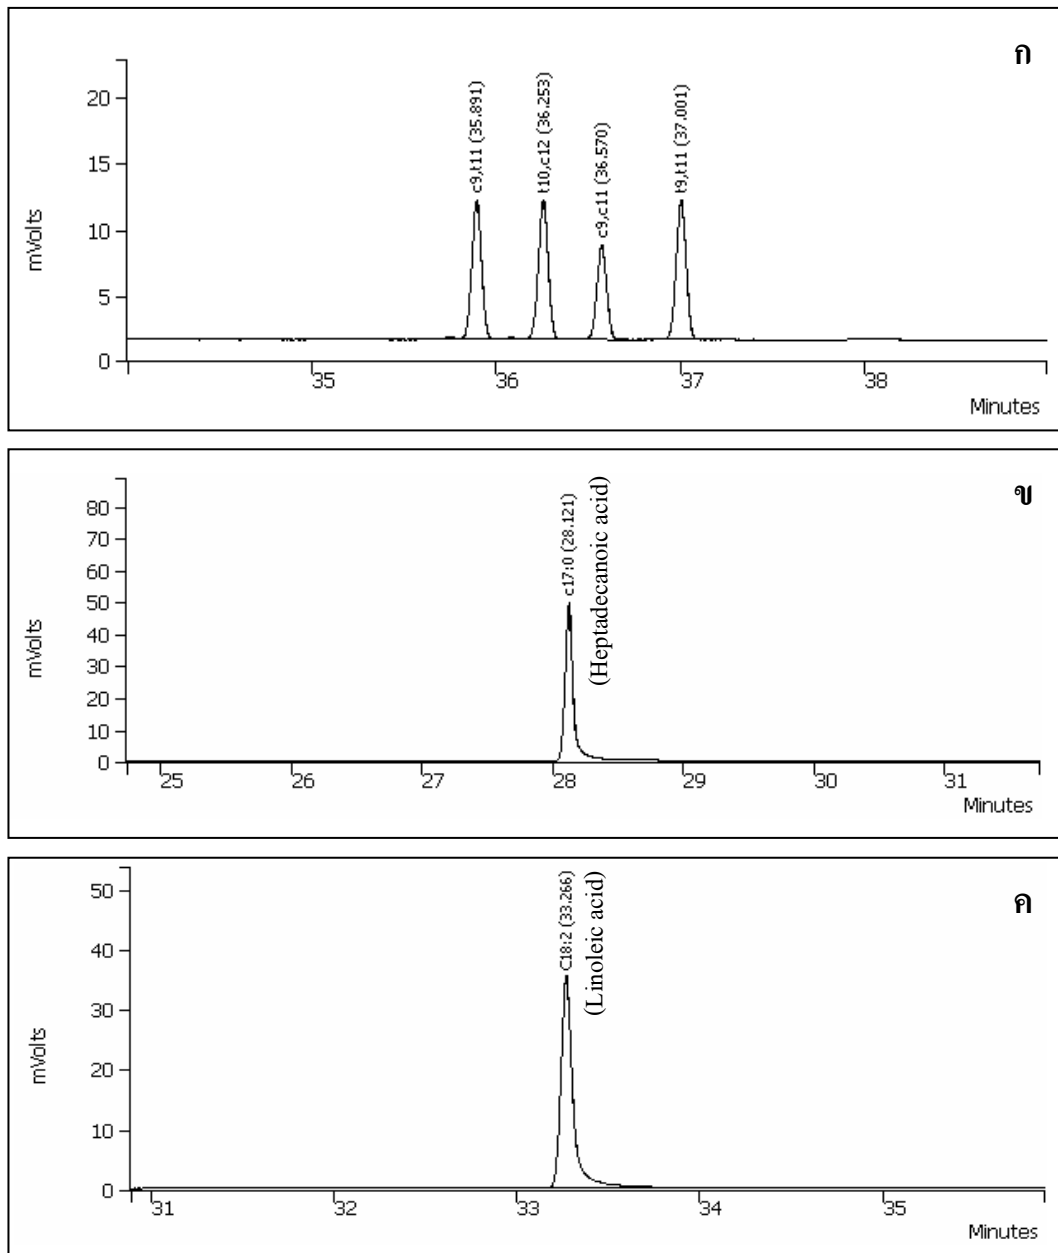 ก
20
15
10
5
0
mVolts
c9,t11 (35.891)
t10,c12 (36.253)
c9,c11 (36.570)
t9,t11 (37.001)
35
36
37
38
Minutes
ข
80
70
60
50
40
30
20
10
0
mVolts
c17:0 (28.121)
(Heptadecanoic acid)
25
26
27
28
29
30
31
Minutes
ค
50
40
30
20
10
0
mVolts
C18:2 (33.266)
(Linoleic acid)
31
32
33
34
35
Minutes